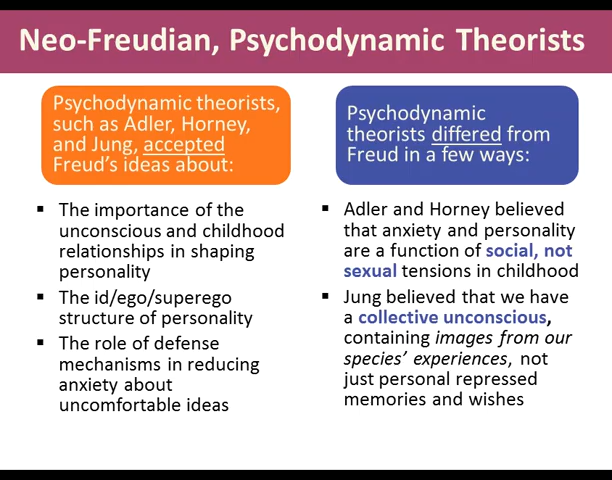 Neo-Freudian, Psychodynamic Theorists
Psychodynamic theorists,
such as Adler, Horney,
and Jung, accepted
Freud's ideas about:
▪ The importance of the
unconscious and childhood
relationships in shaping
personality
▪ The id/ego/superego
structure of personality
▪ The role of defense
mechanisms in reducing
anxiety about
uncomfortable ideas
Psychodynamic
theorists differed from
Freud in a few ways:
▪ Adler and Horney believed
that anxiety and personality
are a function of social, not
sexual tensions in childhood
▪ Jung believed that we have
a collective unconscious,
containing images from our
species' experiences, not
just personal repressed
memories and wishes